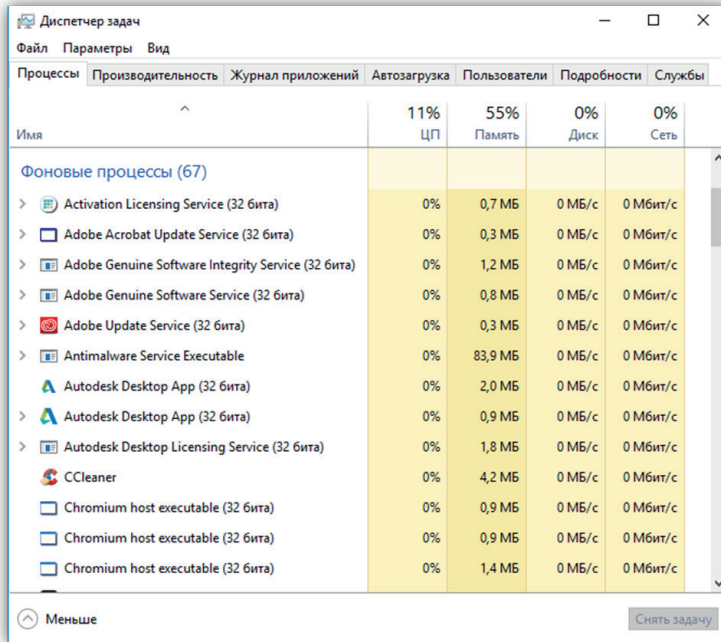 Диспетчер задач
Файл Параметры Вид
Процессы Производительность Журнал приложений Автозагрузка Пользователи Подробности Службы
11% 55% 0% 0%
Имя ЦП Память Диск Сеть
Фоновые процессы (67)
Activation Licensing Service (32 бита) 0% 0,7 МБ 0 МБ/с 0 Мбит/с
Adobe Acrobat Update Service (32 бита) 0% 0,3 МБ 0 МБ/с 0 Мбит/с
Adobe Genuine Software Integrity Service (32 бита) 0% 1,2 МБ 0 МБ/с 0 Мбит/с
Adobe Genuine Software Service (32 бита) 0% 0,8 МБ 0 МБ/с 0 Мбит/с
Adobe Update Service (32 бита) 0% 0,3 МБ 0 МБ/с 0 Мбит/с
Antimalware Service Executable 0% 83,9 МБ 0 МБ/с 0 Мбит/с
Autodesk Desktop App (32 бита) 0% 2,0 МБ 0 МБ/с 0 Мбит/с
Autodesk Desktop App (32 бита) 0% 0,9 МБ 0 МБ/с 0 Мбит/с
Autodesk Desktop Licensing Service (32 бита) 0% 1,8 МБ 0 МБ/с 0 Мбит/с
CCleaner 0% 4,2 МБ 0 МБ/с 0 Мбит/с
Chromium host executable (32 бита) 0% 0,9 МБ 0 МБ/с 0 Мбит/с
Chromium host executable (32 бита) 0% 0,9 МБ 0 МБ/с 0 Мбит/с
Chromium host executable (32 бита) 0% 1,4 МБ 0 МБ/с 0 Мбит/с
Меньше Снять задачу